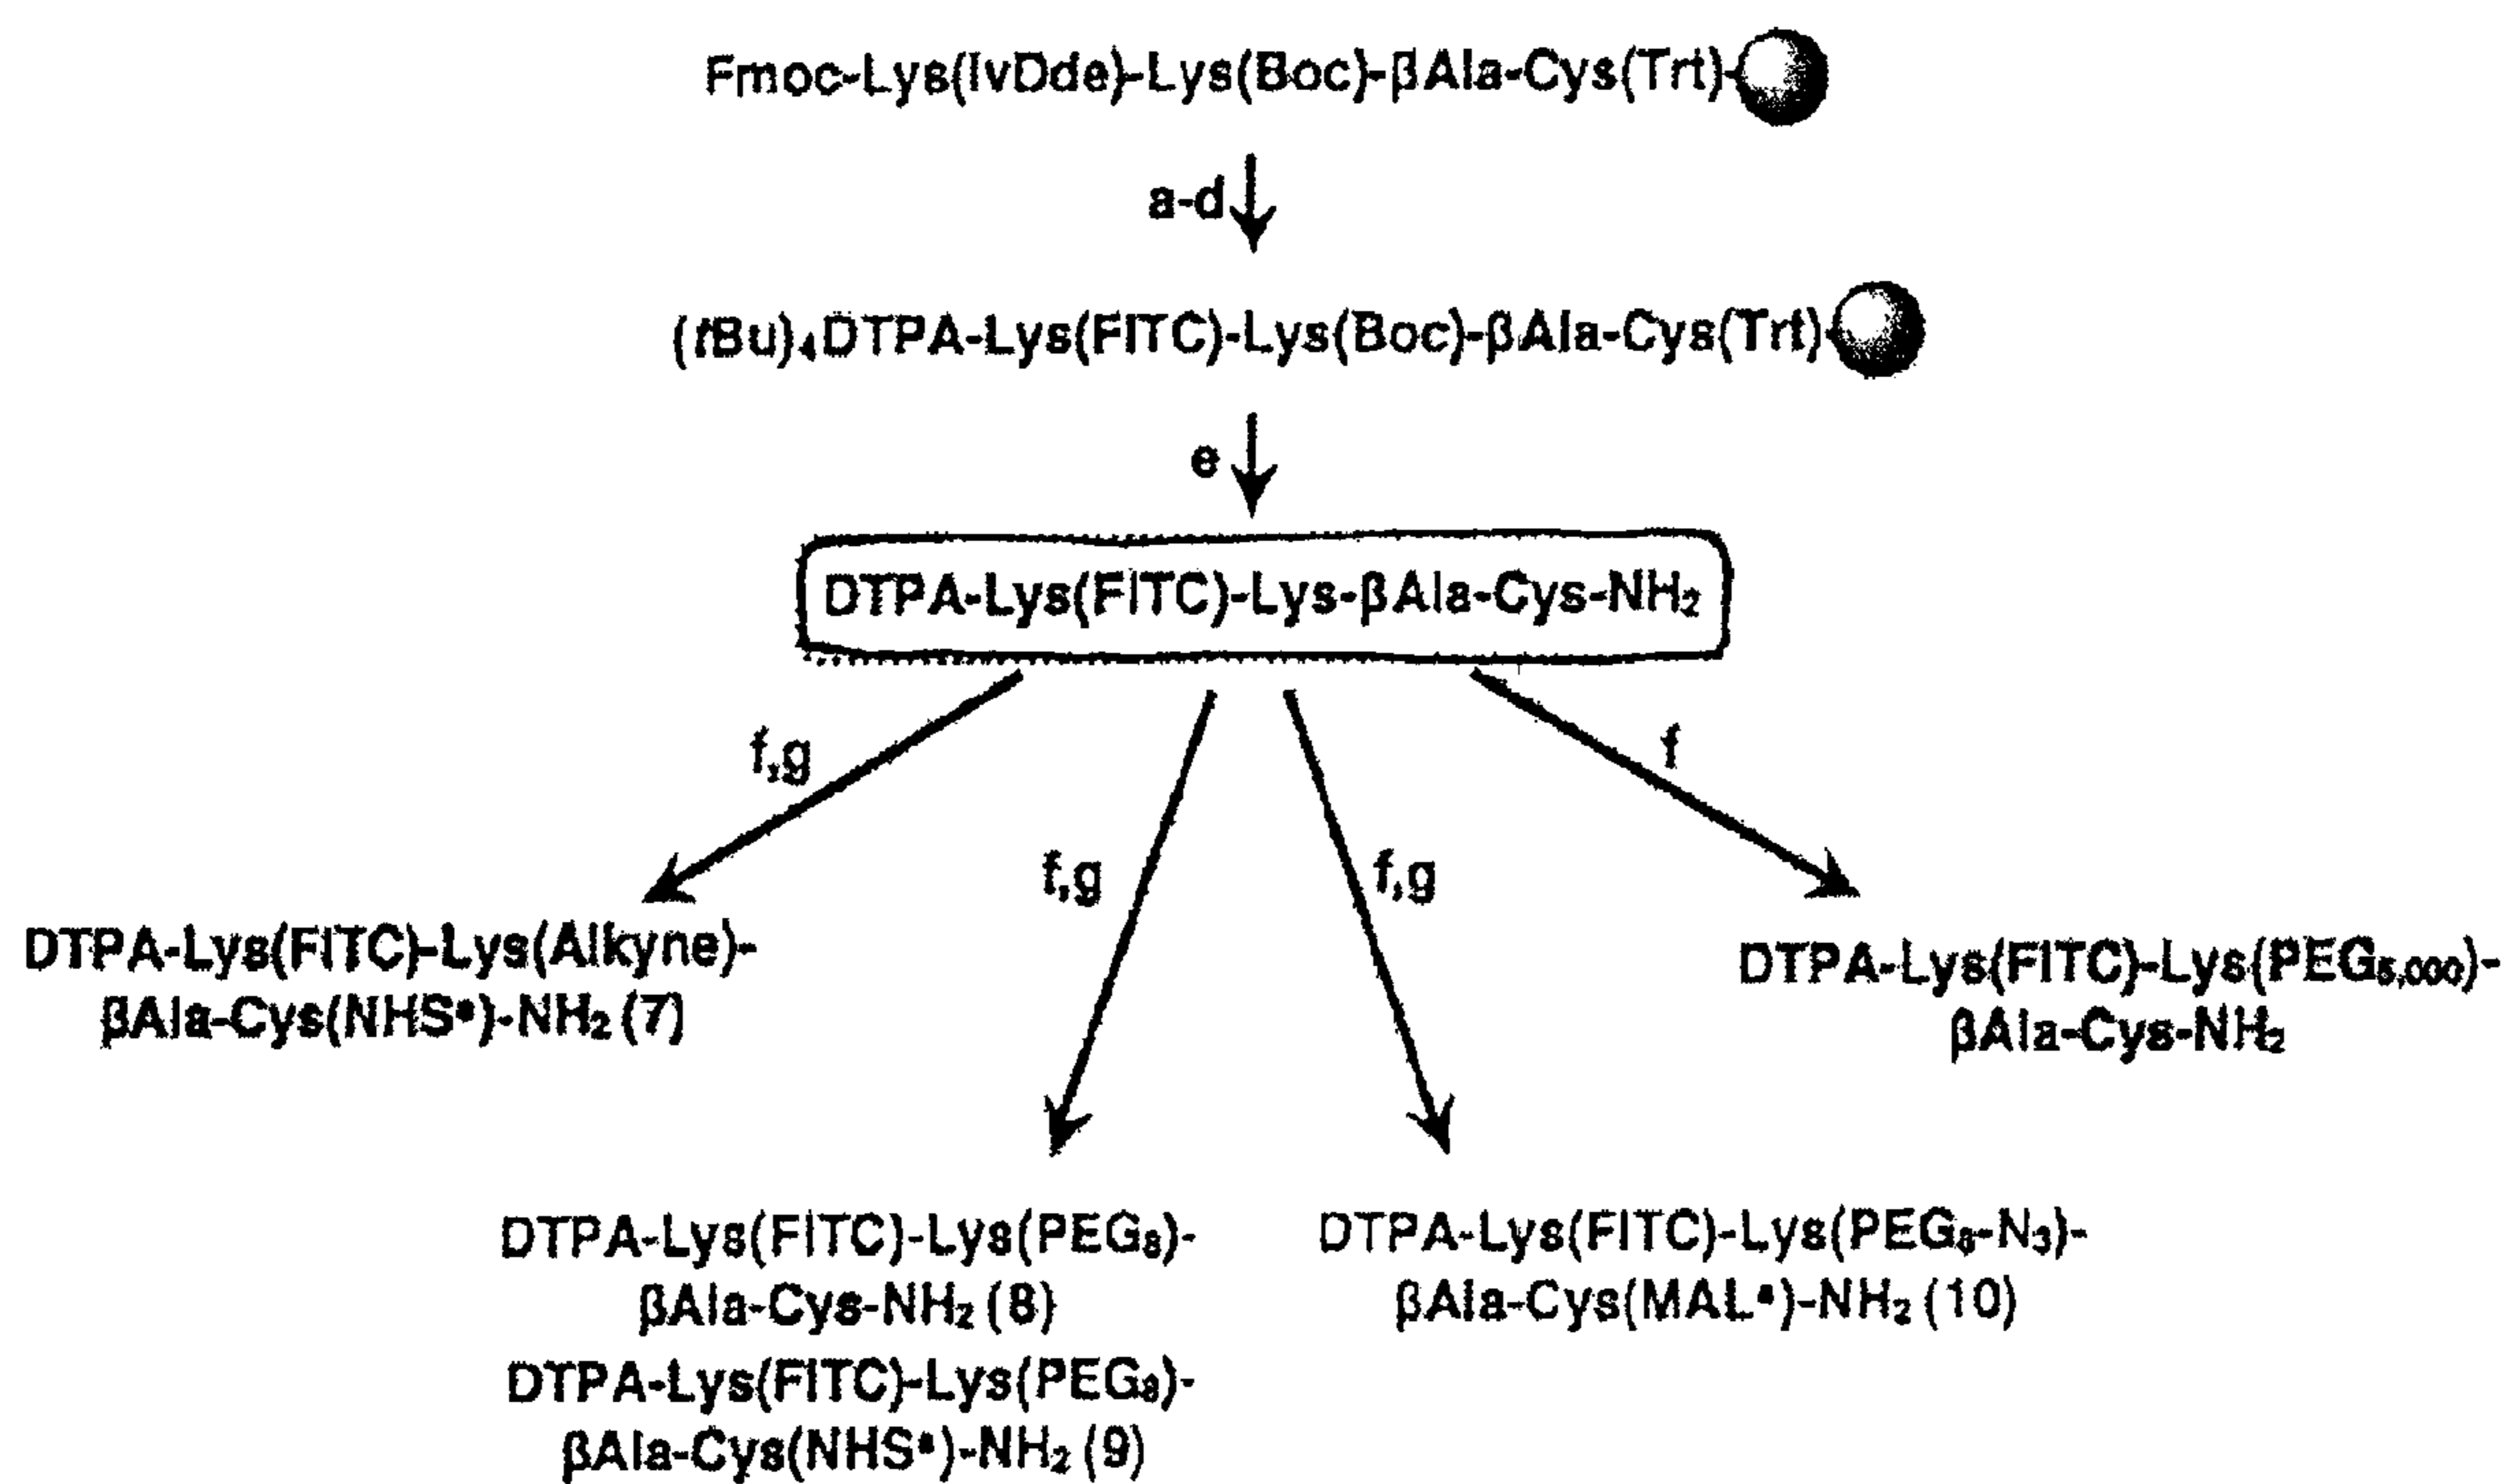 Fmoc-Lys(IvDde)-Lys(Boc)-βAla-Cys(Trt)-
a-d
(tBu)₄DTPA-Lys(FITC)-Lys(Boc)-βAla-Cys(Trt)-
e
DTPA-Lys(FITC)-Lys-βAla-Cys-NH₂
f,g
f
f,g
f,g
DTPA-Lys(FITC)-Lys(Alkyne)-
βAla-Cys(NHSᵃ)-NH₂ (7)
DTPA-Lys(FITC)-Lys(PEG₅,₀₀₀)-
βAla-Cys-NH₂
DTPA-Lys(FITC)-Lys(PEG₈)-
βAla-Cys-NH₂ (8)
DTPA-Lys(FITC)-Lys(PEG₈)-
βAla-Cys(NHSᵃ)-NH₂ (9)
DTPA-Lys(FITC)-Lys(PEG₈-N₃)-
βAla-Cys(MALᵃ)-NH₂ (10)